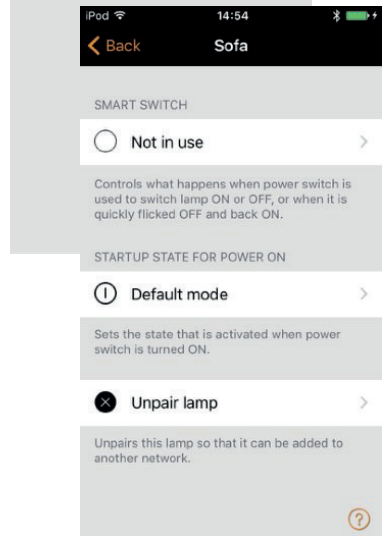 iPod 14:54
Back Sofa
SMART SWITCH
Not in use
Controls what happens when power switch is
used to switch lamp ON or OFF, or when it is
quickly flicked OFF and back ON.
STARTUP STATE FOR POWER ON
Default mode
Sets the state that is activated when power
switch is turned ON.
Unpair lamp
Unpairs this lamp so that it can be added to
another network.
?